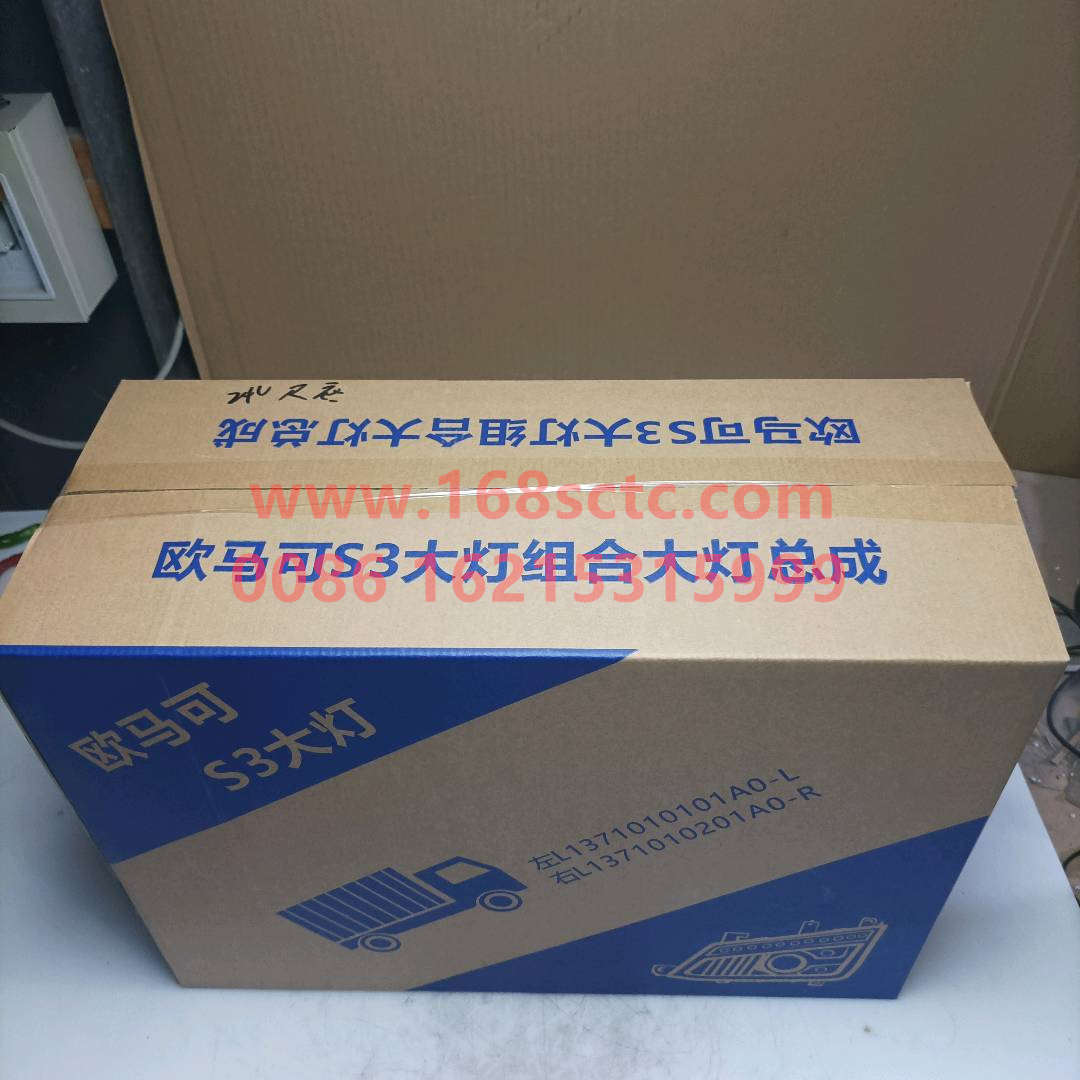 欧马可S3大灯组合大灯总成
www.168sctc.com
欧马可S3大灯组合大灯总成
0086 16215315999
欧马可
S3大灯
左L1371010101A0-L
右L1371010201A0-R